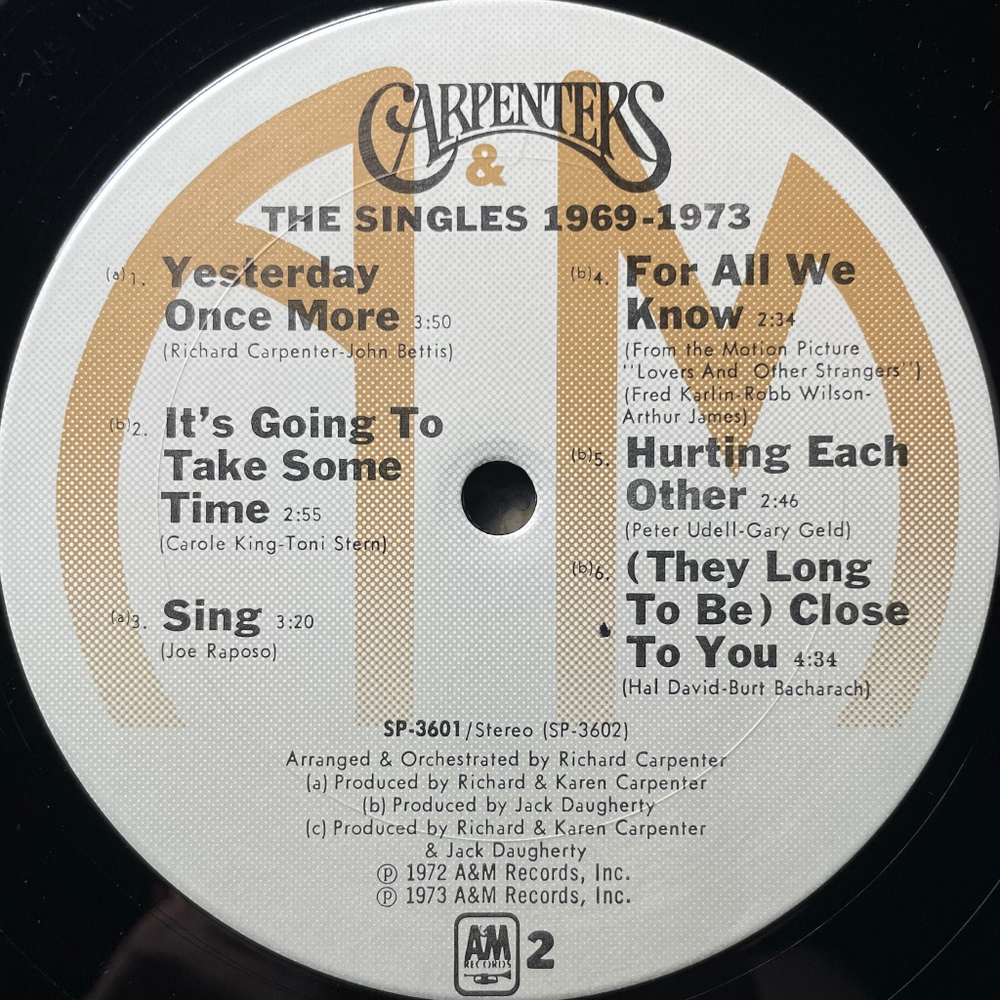 CARPENTERS
&
THE SINGLES 1969-1973
(a)1. Yesterday
Once More 3:50
(Richard Carpenter-John Bettis)
(b)2. It's Going To
Take Some
Time 2:55
(Carole King-Toni Stern)
(a)3. Sing 3:20
(Joe Raposo)
(b)4. For All We
Know 2:34
(From the Motion Picture
''Lovers And Other Strangers'')
(Fred Karlin-Robb Wilson-
Arthur James)
(b)5. Hurting Each
Other 2:46
(Peter Udell-Gary Geld)
(b)6. (They Long
To Be) Close
To You 4:34
(Hal David-Burt Bacharach)
SP-3601/Stereo (SP-3602)
Arranged & Orchestrated by Richard Carpenter
(a) Produced by Richard & Karen Carpenter
(b) Produced by Jack Daugherty
(c) Produced by Richard & Karen Carpenter
& Jack Daugherty
℗ 1972 A&M Records, Inc.
℗ 1973 A&M Records, Inc.
AM RECORDS 2